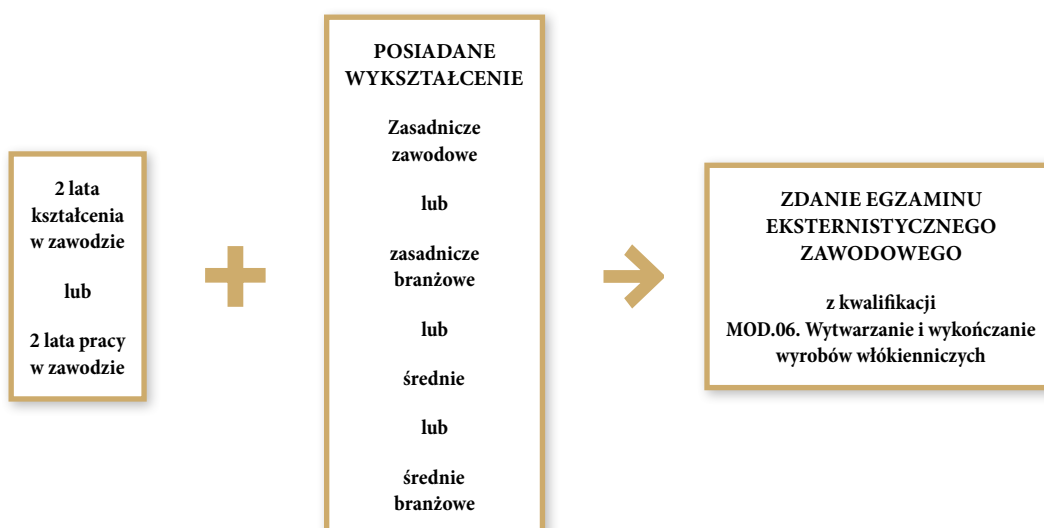 2 lata
kształcenia
w zawodzie
lub
2 lata pracy
w zawodzie
POSIADANE
WYKSZTAŁCENIE
Zasadnicze
zawodowe
lub
zasadnicze
branżowe
lub
średnie
lub
średnie
branżowe
ZDANIE EGZAMINU
EKSTERNISTYCZNEGO
ZAWODOWEGO
z kwalifikacji
MOD.06. Wytwarzanie i wykończanie
wyrobów włókienniczych